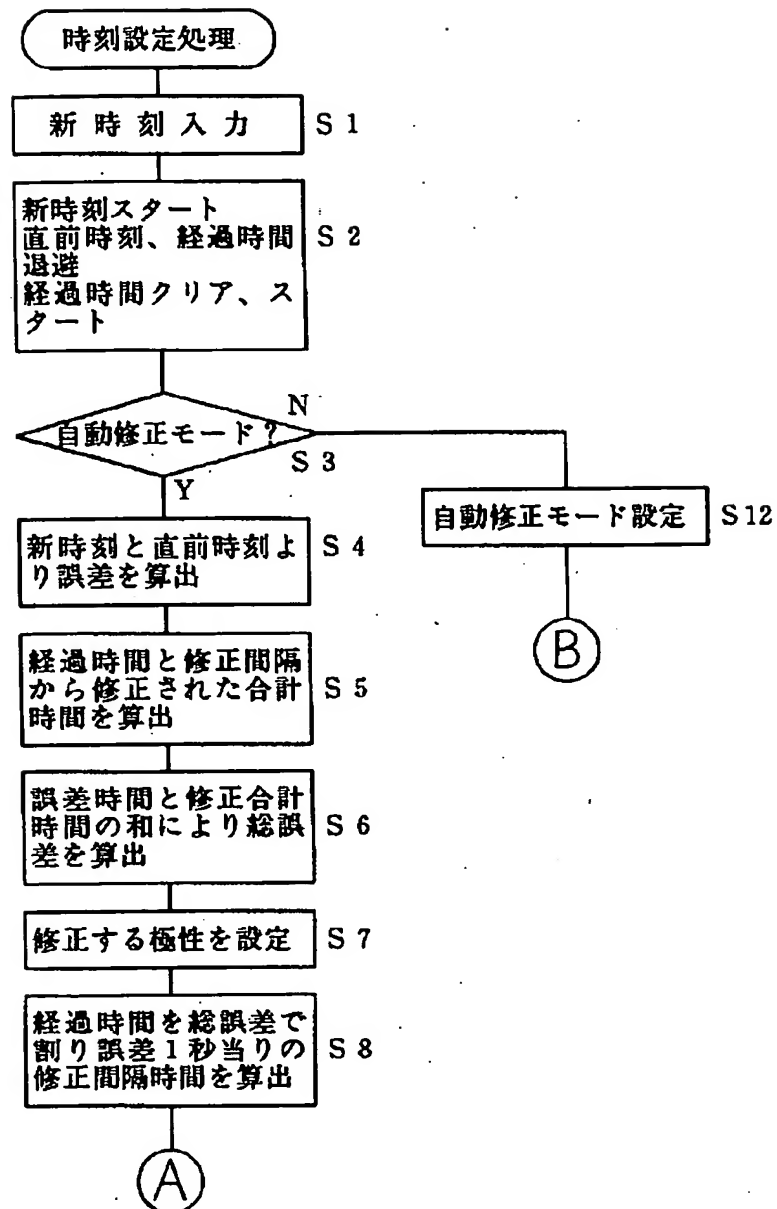 時刻設定処理
新時刻入力 S1
新時刻スタート
直前時刻、経過時間 S2
退避
経過時間クリア、ス
タート
N
自動修正モード?
S3
Y
自動修正モード設定 S12
新時刻と直前時刻よ S4
り誤差を算出
B
経過時間と修正間隔
から修正された合計 S5
時間を算出
誤差時間と修正合計
時間の和により総誤 S6
差を算出
修正する極性を設定 S7
経過時間を総誤差で
割り誤差1秒当りの S8
修正間隔時間を算出
A